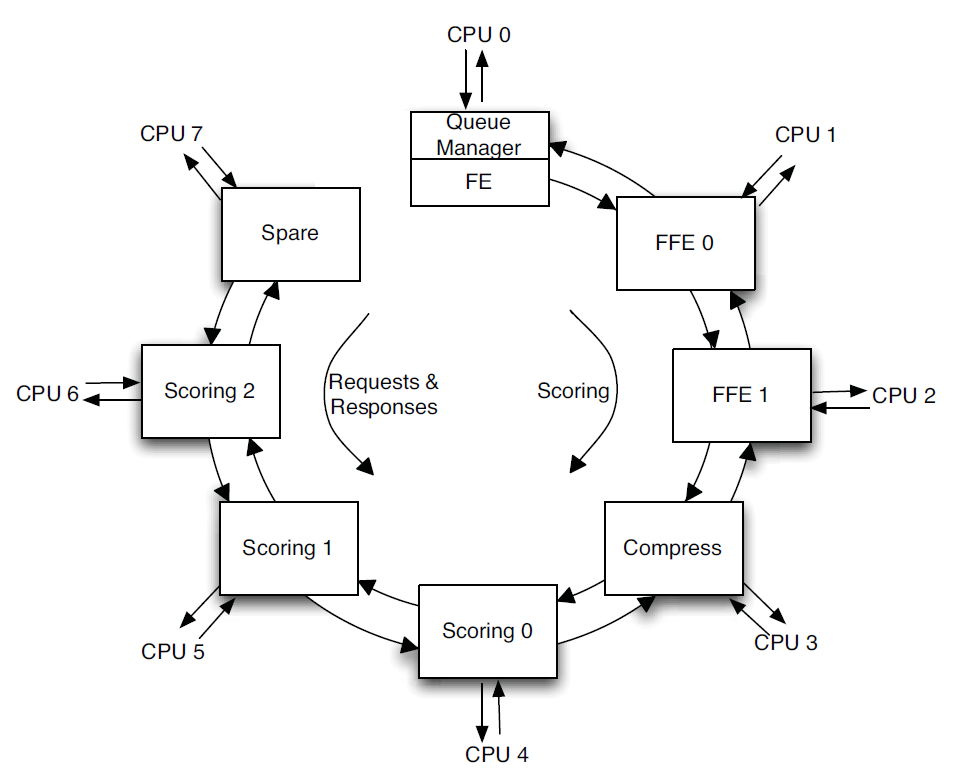 CPU 0
Queue
Manager
FE
CPU 7
CPU 1
Spare
FFE 0
Requests &
Responses
Scoring
CPU 6
Scoring 2
FFE 1
CPU 2
Scoring 1
Compress
Scoring 0
CPU 5
CPU 3
CPU 4